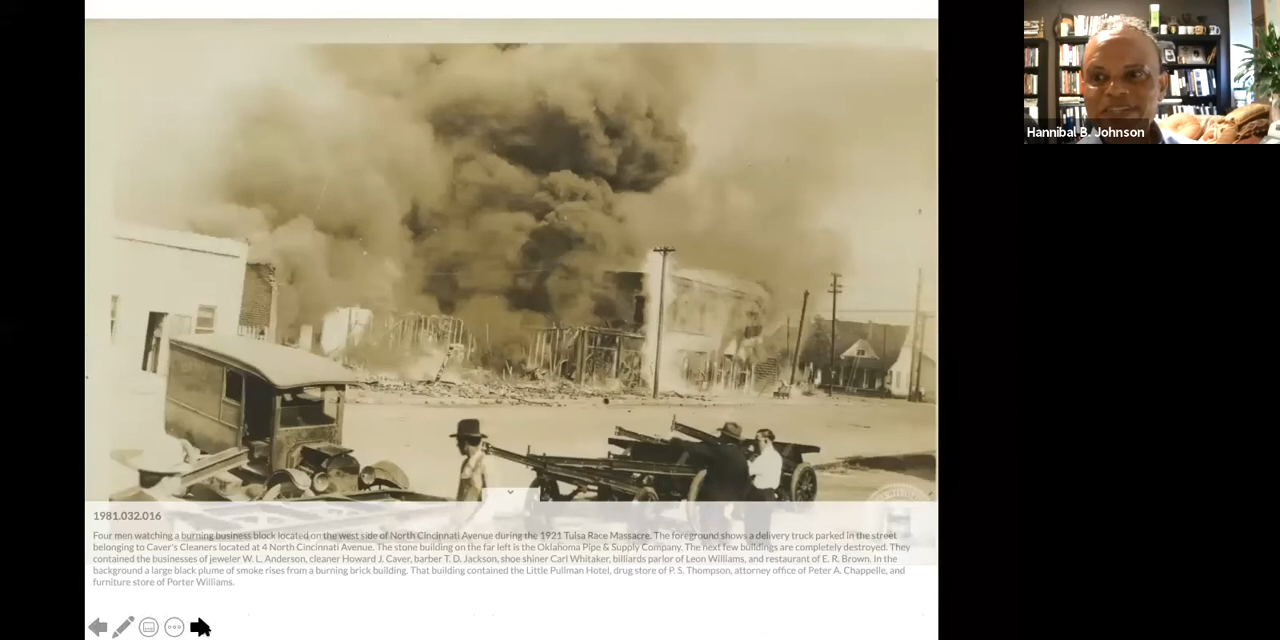 Hannibal B. Johnson
1981.032.016
Four men watching a burning business block located on the west side of North Cincinnati Avenue during the 1921 Tulsa Race Massacre. The foreground shows a delivery truck parked in the street
belonging to Caver's Cleaners located at 4 North Cincinnati Avenue. The stone building on the far left is the Oklahoma Pipe & Supply Company. The next few buildings are completely destroyed. They
contained the businesses of jeweler W. L. Anderson, cleaner Howard J. Caver, barber T. D. Jackson, shoe shiner Carl Whitaker, billiards parlor of Leon Williams, and restaurant of E. R. Brown. In the
background a large black plume of smoke rises from a burning brick building. That building contained the Little Pullman Hotel, drug store of P. S. Thompson, attorney office of Peter A. Chappelle, and
furniture store of Porter Williams.